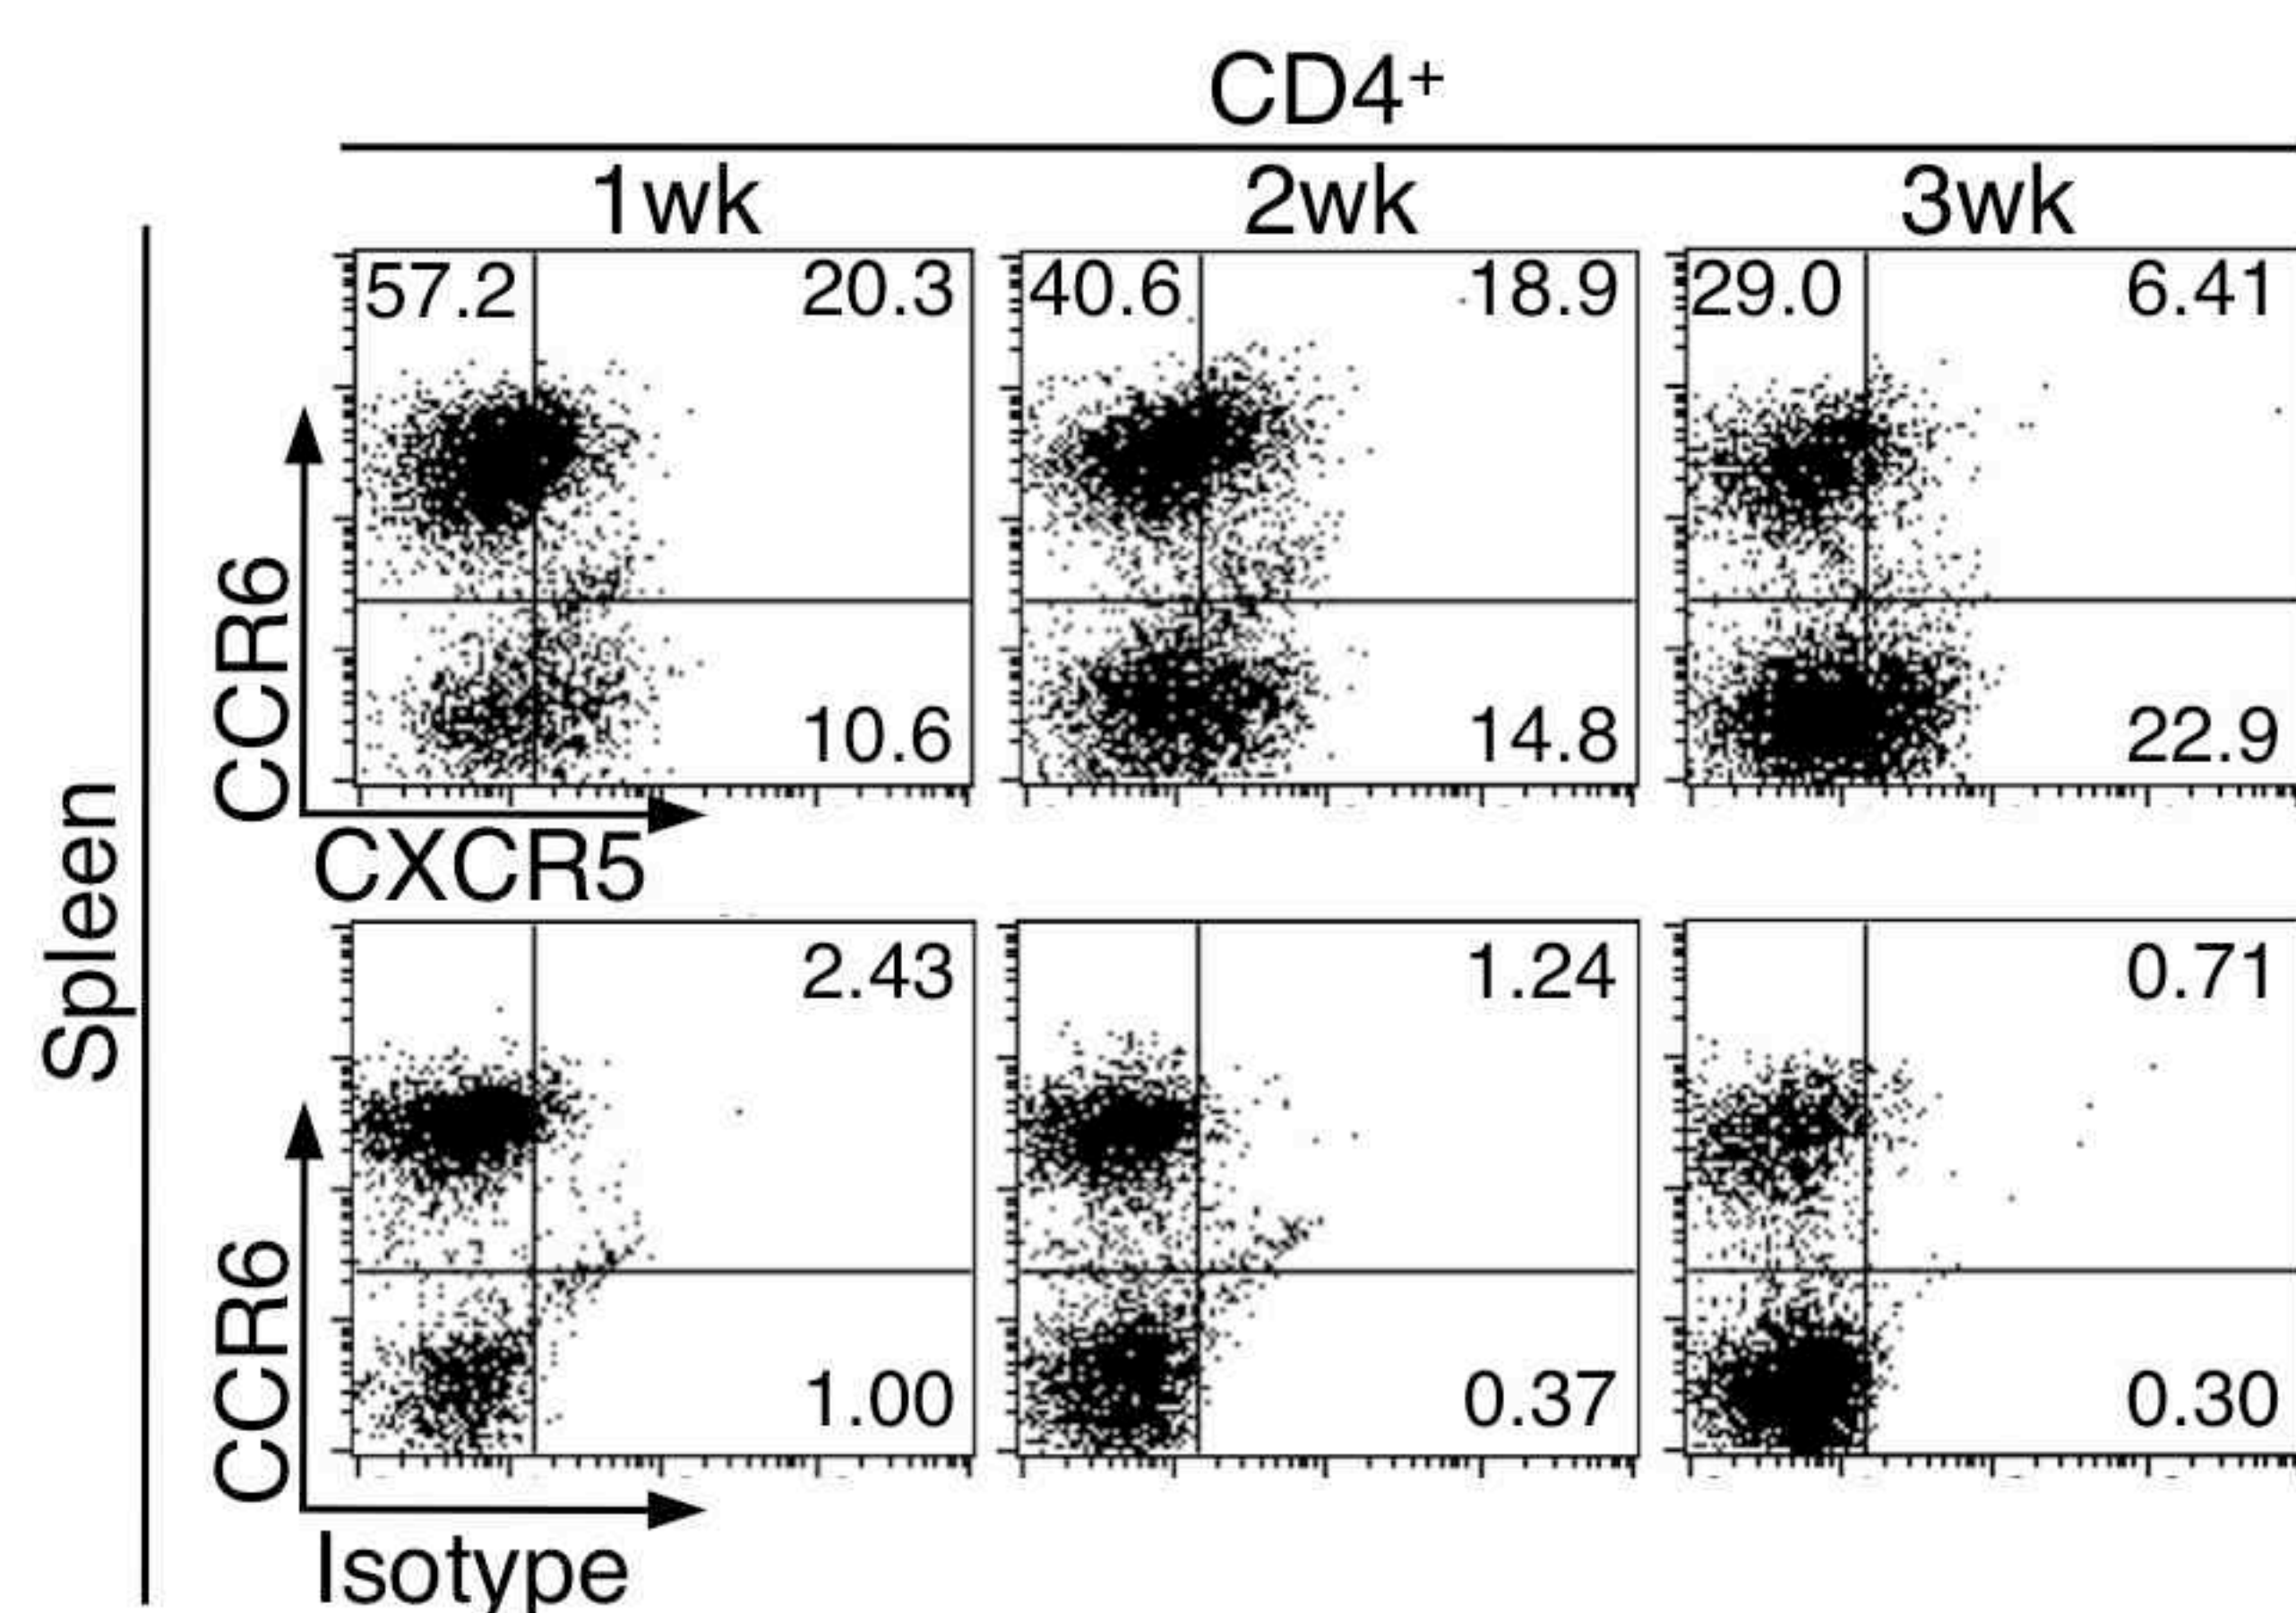 CD4+
1wk 2wk 3wk
57.2 20.3 40.6 18.9 29.0 6.41
CCR6
10.6 14.8 22.9
CXCR5
Spleen
2.43 1.24 0.71
CCR6
1.00 0.37 0.30
Isotype